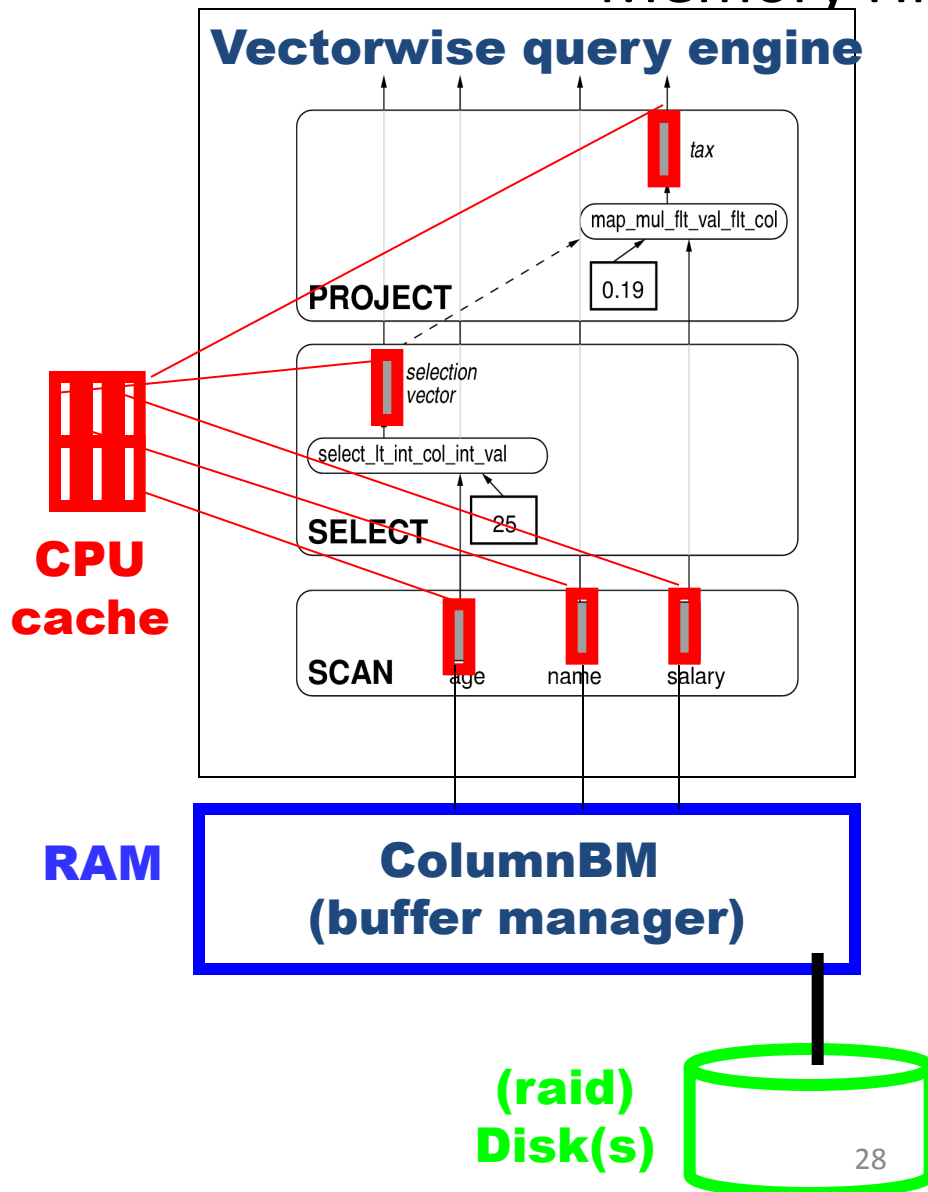 Vectorwise query engine
tax
map_mul_flt_val_flt_col
0.19
PROJECT
selection
vector
select_lt_int_col_int_val
25
SELECT
CPU
cache
SCAN
age
name
salary
RAM
ColumnBM
(buffer manager)
(raid)
Disk(s)
28